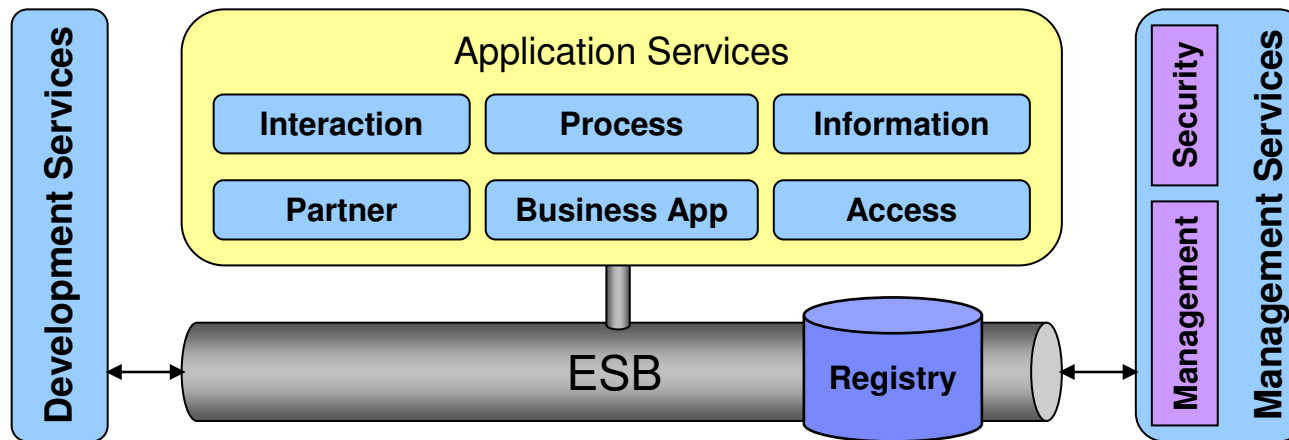 Development Services
Application Services
Interaction
Process
Information
Partner
Business App
Access
ESB
Registry
Security
Management
Management Services